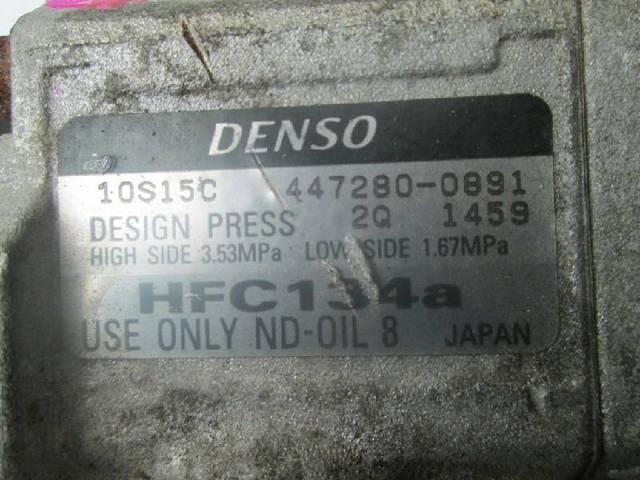 DENSO
10S15C 447280-0891
DESIGN PRESS 2Q 1459
HIGH SIDE 3.53MPa LOW SIDE 1.67MPa
HFC134a
USE ONLY ND-OIL 8 JAPAN